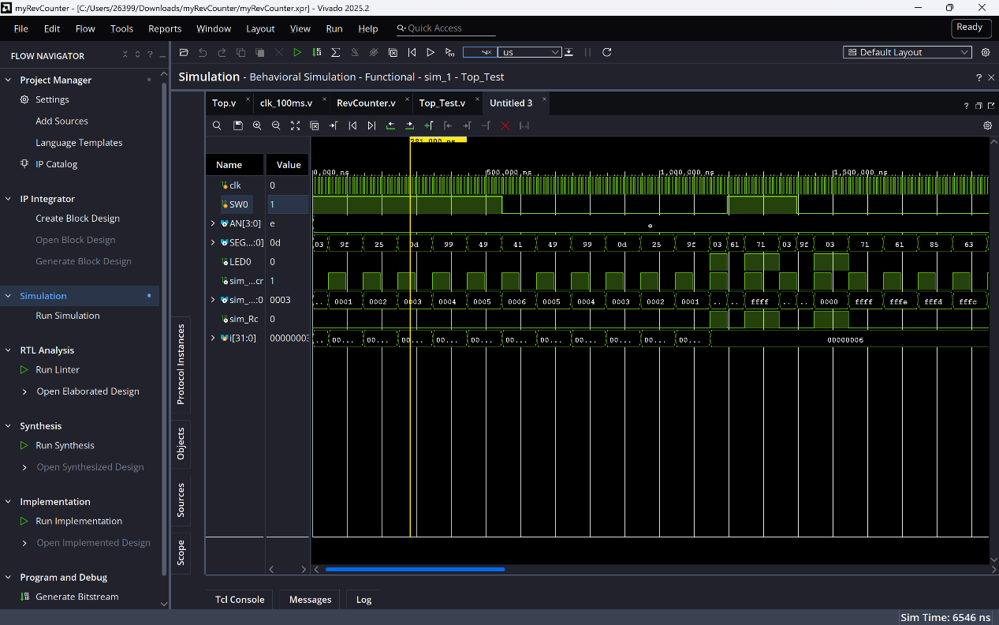 myRevCounter - [C:/Users/26399/Downloads/myRevCounter/myRevCounter.xpr] - Vivado 2025.2
File Edit Flow Tools Reports Window Layout View Run Help Quick Access
Ready
FLOW NAVIGATOR
us
Default Layout
Project Manager
Settings
Add Sources
Language Templates
IP Catalog
IP Integrator
Create Block Design
Open Block Design
Generate Block Design
Simulation
Run Simulation
RTL Analysis
Run Linter
Open Elaborated Design
Synthesis
Run Synthesis
Open Synthesized Design
Implementation
Run Implementation
Open Implemented Design
Program and Debug
Generate Bitstream
Simulation - Behavioral Simulation - Functional - sim_1 - Top_Test
Top.v clk_100ms.v RevCounter.v Top_Test.v Untitled 3
Protocol Instances
Objects
Sources
Scope
281.000 ns
Name Value
0.000 ns 500.000 ns 1,000.000 ns 1,500.000 ns
clk 0
SW0 1
AN[3:0] e e
SEG...:0] 0d 03 9f 25 0d 99 49 41 49 99 0d 25 9f 03 61 71 03 9f 03 71 61 85 63
LED0 0
sim_...cr 1
sim_...:0 0003 .. 0001 0002 0003 0004 0005 0006 0005 0004 0003 0002 0001 .. .. ffff .. .. 0000 ffff fffe fffd fffc
sim_Rc 0
i[31:0] 00000003 .. 00... 00... 00... 00... 00... 00... 00... 00... 00... 00... 00... 00000006
Tcl Console Messages Log
Sim Time: 6546 ns